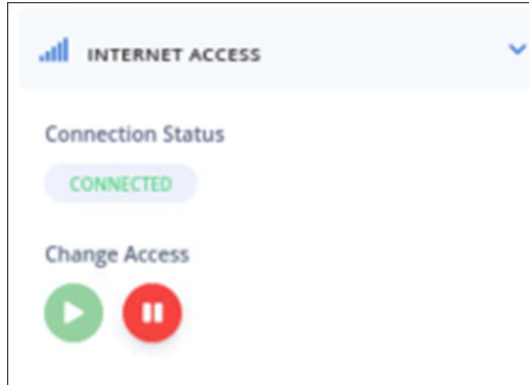 INTERNET ACCESS
Connection Status
CONNECTED
Change Access